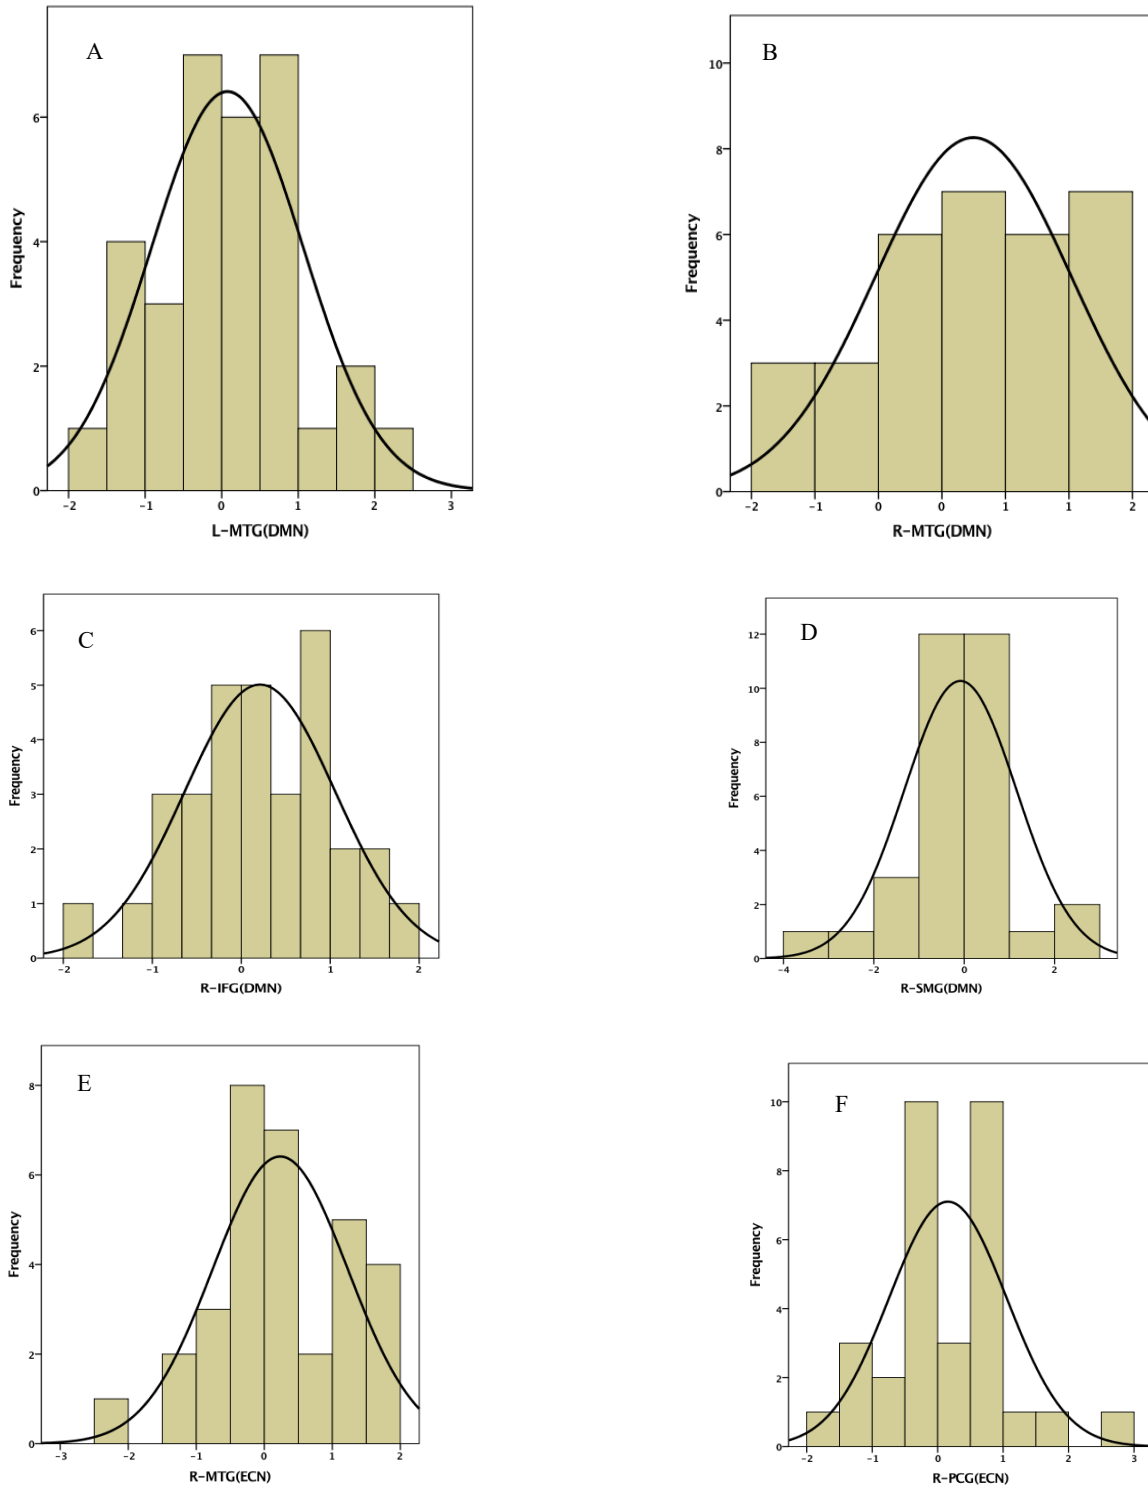 A
Frequency
6
4
2
0
-2 -1 0 1 2 3
L-MTG(DMN)
B
Frequency
10
8
6
4
2
0
-2 -1 0 0 1 1 2
R-MTG(DMN)
C
Frequency
6
5
4
3
2
1
0
-2 -1 0 1 2
R-IFG(DMN)
D
Frequency
12
10
8
6
4
2
0
-4 -2 0 2
R-SMG(DMN)
E
Frequency
8
6
4
2
0
-3 -2 -1 0 1 2
R-MTG(ECN)
F
Frequency
10
8
6
4
2
0
-2 -1 0 1 2 3
R-PCG(ECN)